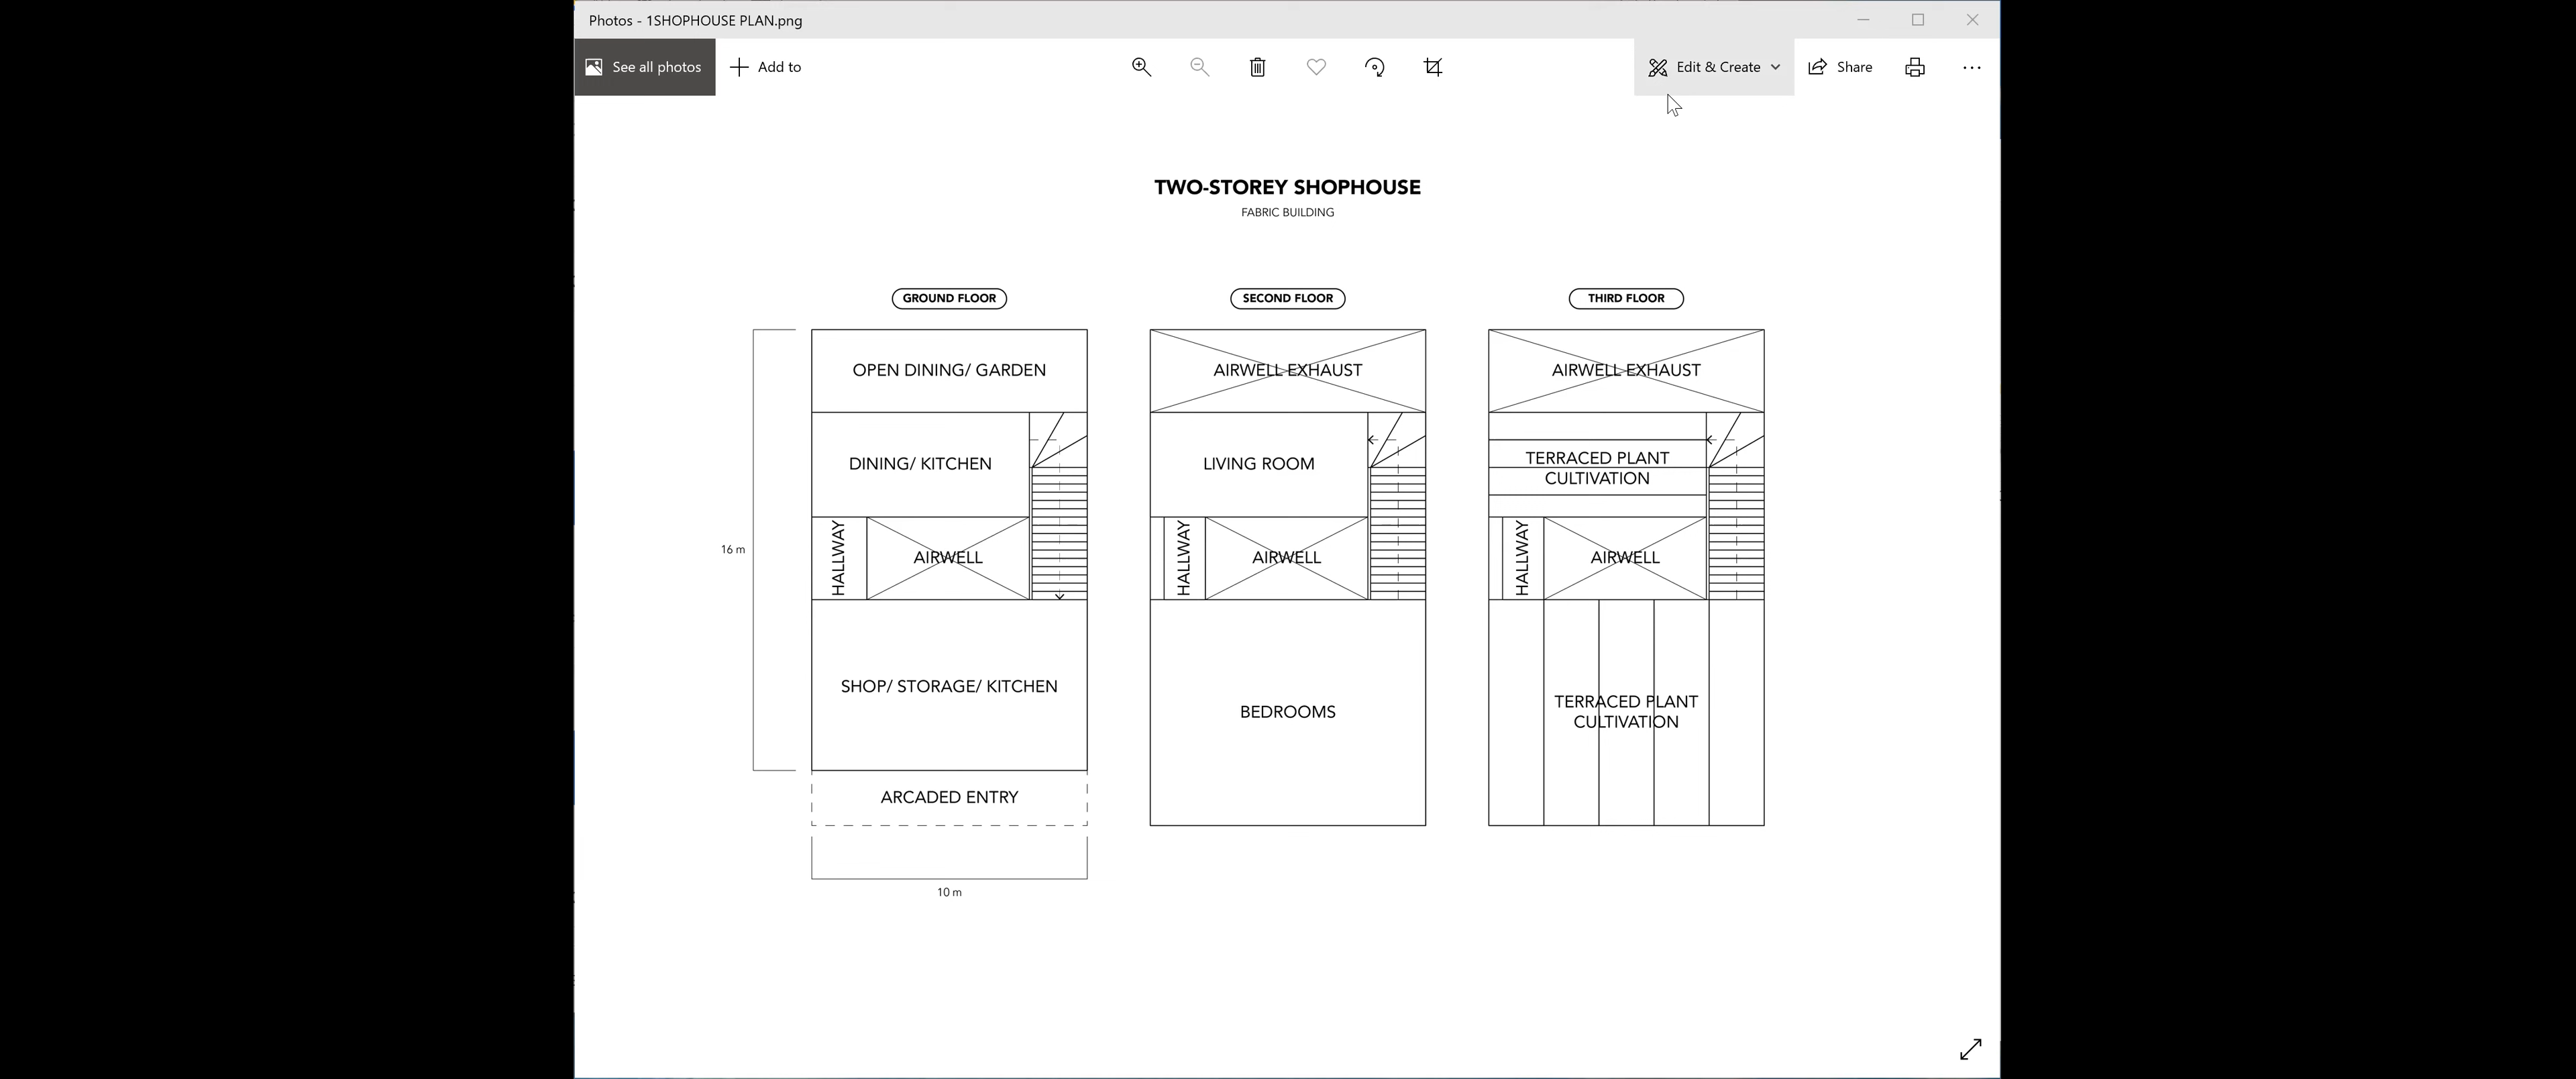 Photos - 1SHOPHOUSE PLAN.png
See all photos
Add to
Edit & Create
Share
TWO-STOREY SHOPHOUSE
FABRIC BUILDING
GROUND FLOOR
OPEN DINING/ GARDEN
DINING/ KITCHEN
HALLWAY
AIRWELL
SHOP/ STORAGE/ KITCHEN
ARCADED ENTRY
16 m
10 m
SECOND FLOOR
AIRWELL EXHAUST
LIVING ROOM
HALLWAY
AIRWELL
BEDROOMS
THIRD FLOOR
AIRWELL EXHAUST
TERRACED PLANT
CULTIVATION
HALLWAY
AIRWELL
TERRACED PLANT
CULTIVATION